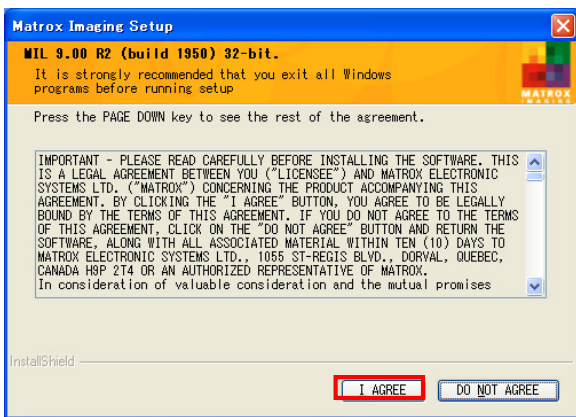 Matrox Imaging Setup
MIL 9.00 R2 (build 1950) 32-bit.
It is strongly recommended that you exit all Windows
programs before running setup
MATROX
IMAGING
Press the PAGE DOWN key to see the rest of the agreement.
IMPORTANT - PLEASE READ CAREFULLY BEFORE INSTALLING THE SOFTWARE. THIS
IS A LEGAL AGREEMENT BETWEEN YOU ("LICENSEE") AND MATROX ELECTRONIC
SYSTEMS LTD. ("MATROX") CONCERNING THE PRODUCT ACCOMPANYING THIS
AGREEMENT. BY CLICKING THE "I AGREE" BUTTON, YOU AGREE TO BE LEGALLY
BOUND BY THE TERMS OF THIS AGREEMENT. IF YOU DO NOT AGREE TO THE TERMS
OF THIS AGREEMENT, CLICK ON THE "DO NOT AGREE" BUTTON AND RETURN THE
SOFTWARE, ALONG WITH ALL ASSOCIATED MATERIAL WITHIN TEN (10) DAYS TO
MATROX ELECTRONIC SYSTEMS LTD., 1055 ST-REGIS BLVD., DORVAL, QUEBEC,
CANADA H9P 2T4 OR AN AUTHORIZED REPRESENTATIVE OF MATROX.
In consideration of valuable consideration and the mutual promises
InstallShield
I AGREE
DO NOT AGREE